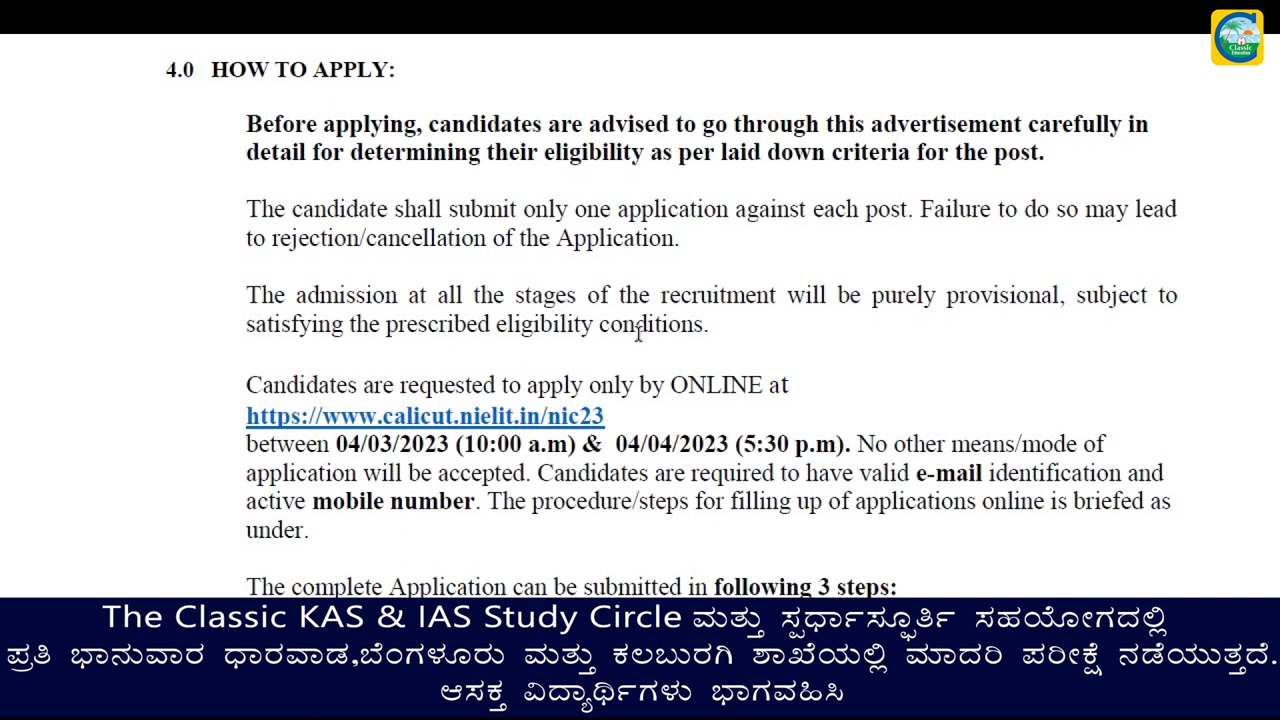 Classic
Education
4.0 HOW TO APPLY:
Before applying, candidates are advised to go through this advertisement carefully in
detail for determining their eligibility as per laid down criteria for the post.
The candidate shall submit only one application against each post. Failure to do so may lead
to rejection/cancellation of the Application.
The admission at all the stages of the recruitment will be purely provisional, subject to
satisfying the prescribed eligibility conditions.
Candidates are requested to apply only by ONLINE at
https://www.calicut.nielit.in/nic23
between 04/03/2023 (10:00 a.m) & 04/04/2023 (5:30 p.m). No other means/mode of
application will be accepted. Candidates are required to have valid e-mail identification and
active mobile number. The procedure/steps for filling up of applications online is briefed as
under.
The complete Application can be submitted in following 3 steps:
The Classic KAS & IAS Study Circle ಮತ್ತು ಸ್ಪರ್ಧಾಸ್ಫೂರ್ತಿ ಸಹಯೋಗದಲ್ಲಿ
ಪ್ರತಿ ಭಾನುವಾರ ಧಾರವಾಡ,ಬೆಂಗಳೂರು ಮತ್ತು ಕಲಬುರಗಿ ಶಾಖೆಯಲ್ಲಿ ಮಾದರಿ ಪರೀಕ್ಷೆ ನಡೆಯುತ್ತದೆ.
ಆಸಕ್ತ ವಿದ್ಯಾರ್ಥಿಗಳು ಭಾಗವಹಿಸಿ